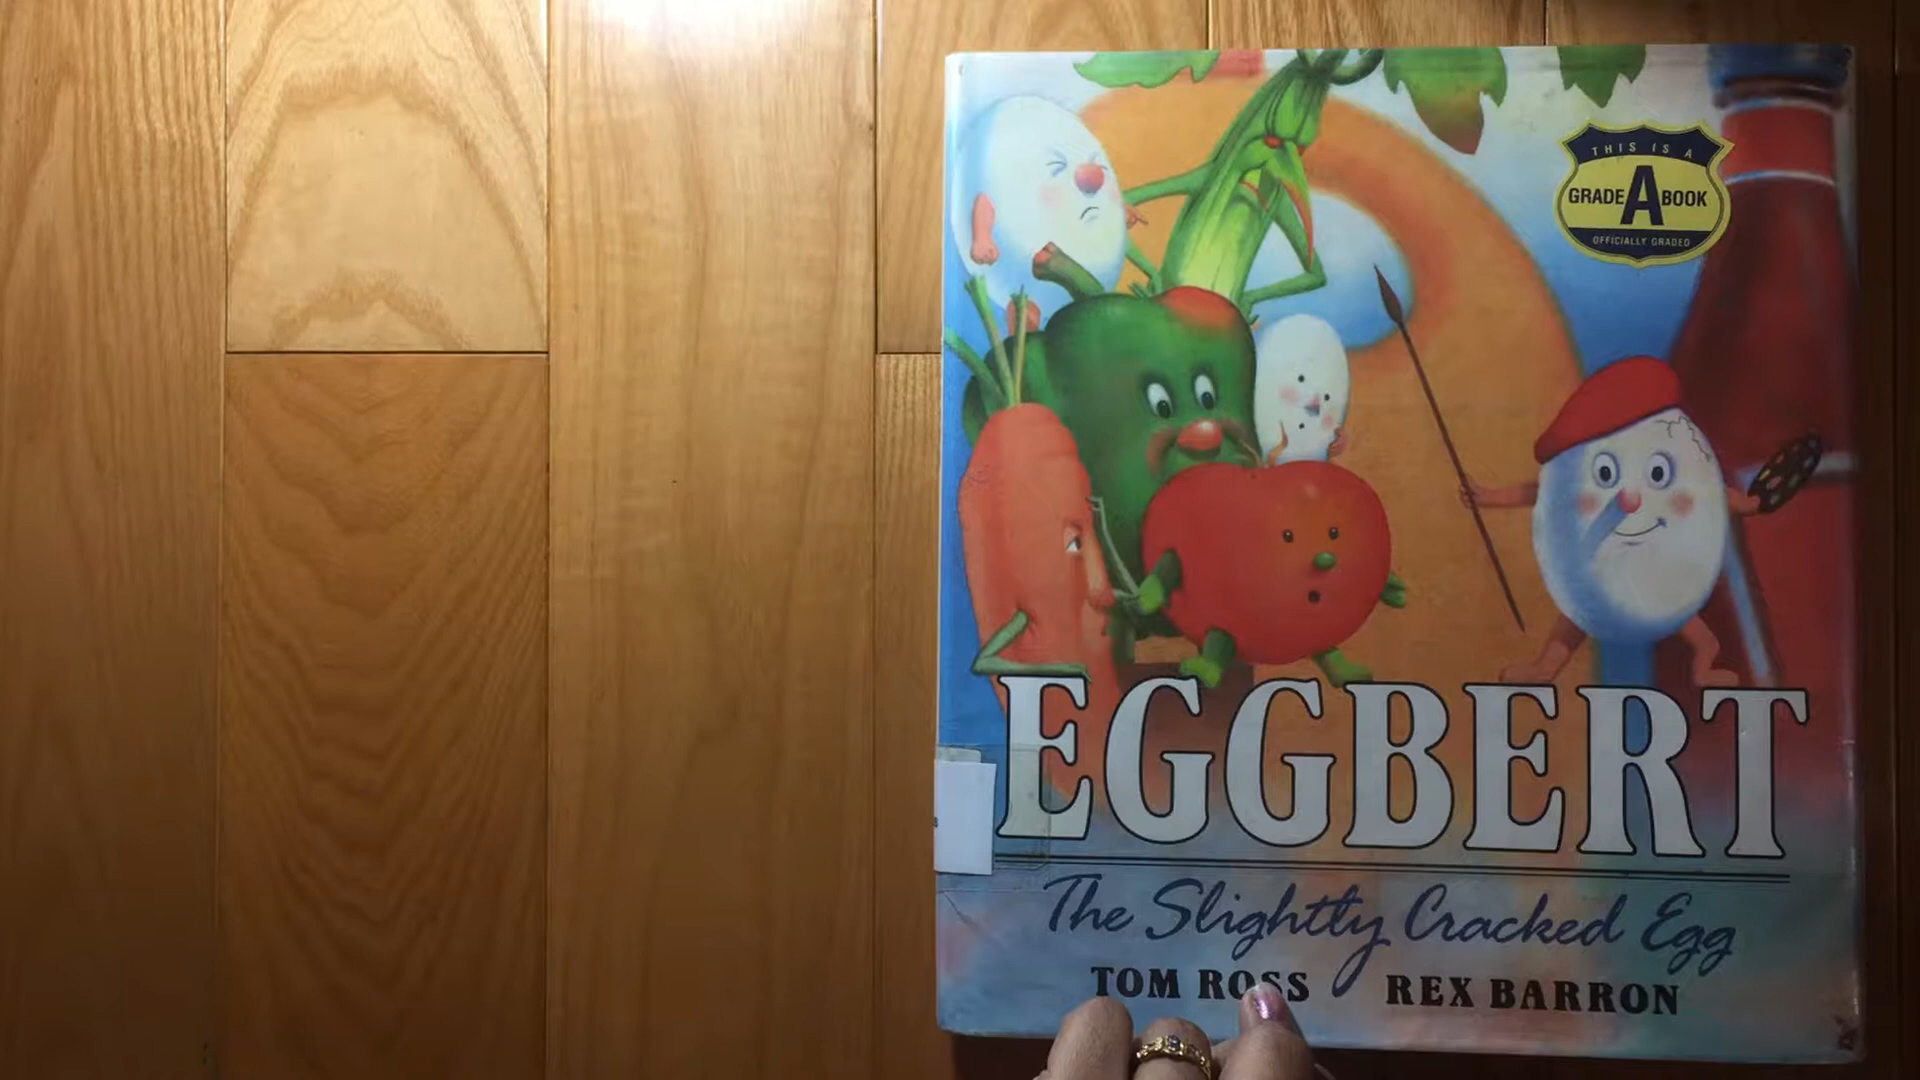 THIS IS A
GRADE A BOOK
OFFICIALLY GRADED
EGGBERT
The Slightly Cracked Egg
TOM ROSS REX BARRON